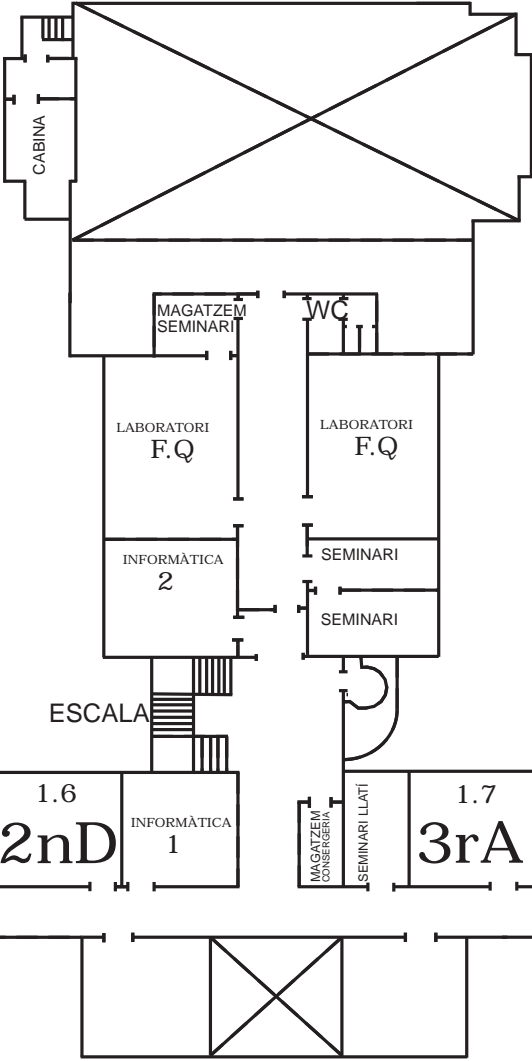 CABINA
MAGATZEM
SEMINARI
WC
LABORATORI
F.Q
LABORATORI
F.Q
INFORMÀTICA
2
SEMINARI
SEMINARI
ESCALA
1.6
2nD
INFORMÀTICA
1
MAGATZEM
CONSERGERIA
SEMINARI LLATÍ
1.7
3rA